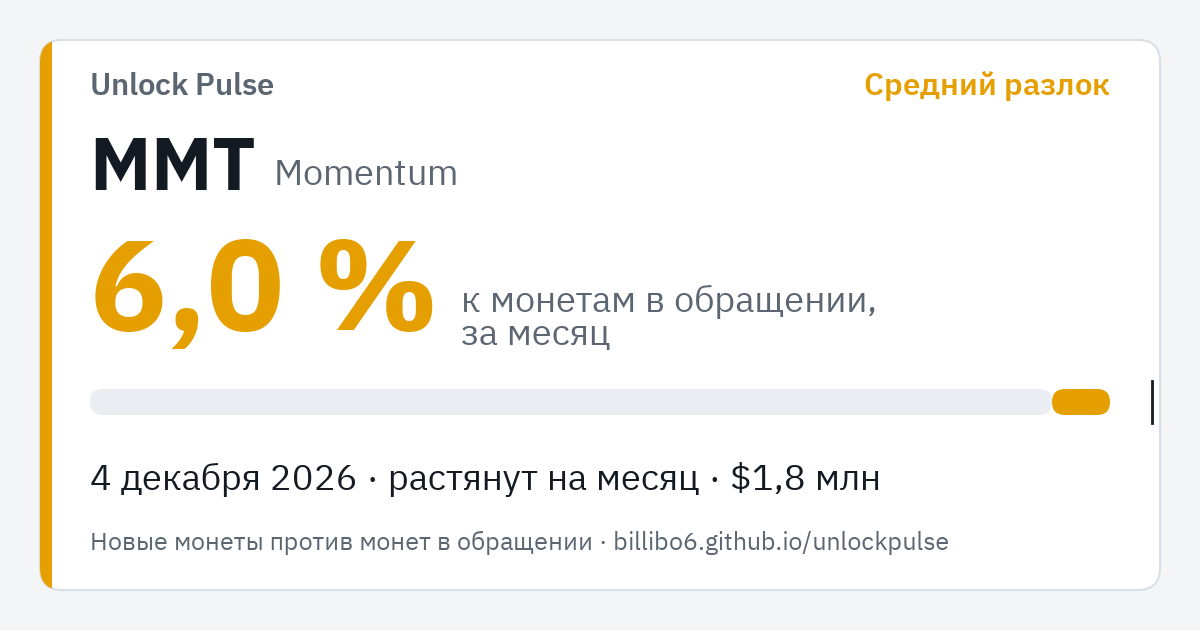 Unlock Pulse
Средний разлок
MMT Momentum
6,0 % к монетам в обращении,
за месяц
4 декабря 2026 · растянут на месяц · $1,8 млн
Новые монеты против монет в обращении · billibo6.github.io/unlockpulse